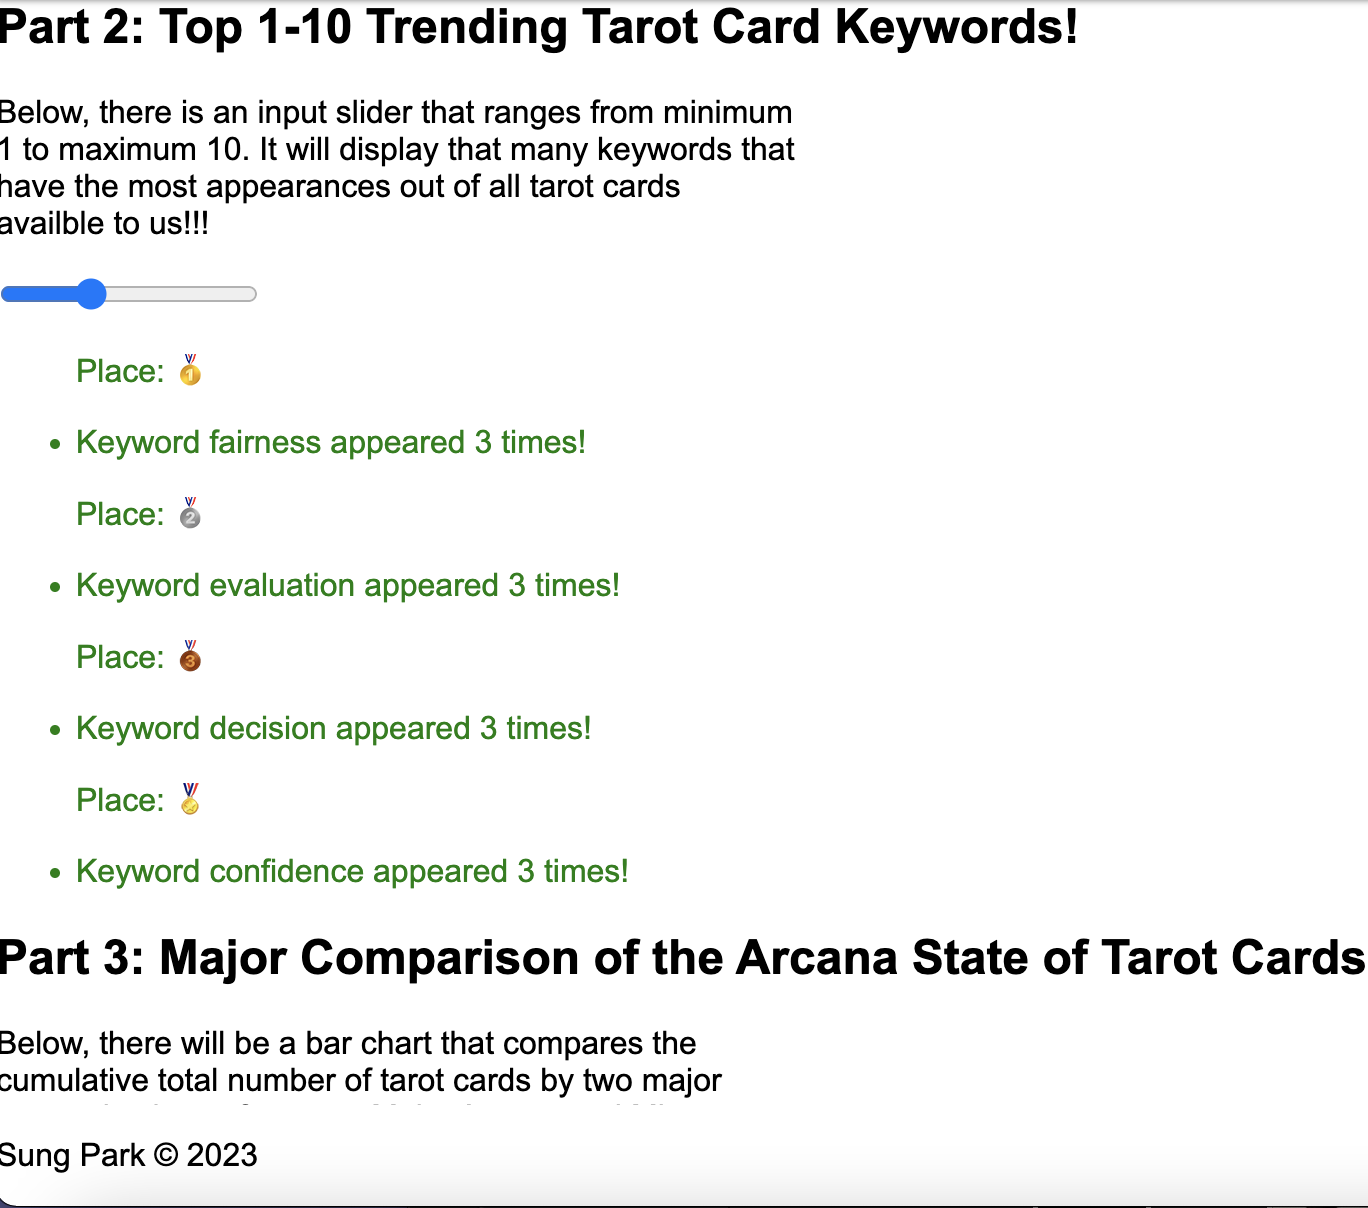 Part 2: Top 1-10 Trending Tarot Card Keywords!
Below, there is an input slider that ranges from minimum
1 to maximum 10. It will display that many keywords that
have the most appearances out of all tarot cards
availble to us!!!
Place: 🥇
• Keyword fairness appeared 3 times!
Place: 🥈
• Keyword evaluation appeared 3 times!
Place: 🥉
• Keyword decision appeared 3 times!
Place: 🏅
• Keyword confidence appeared 3 times!
Part 3: Major Comparison of the Arcana State of Tarot Cards
Below, there will be a bar chart that compares the
cumulative total number of tarot cards by two major
Sung Park © 2023